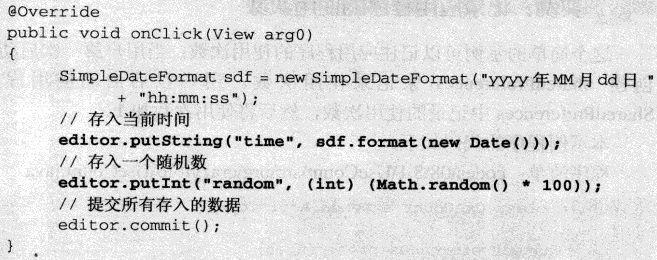 @Override
public void onClick(View arg0)
{
SimpleDateFormat sdf = new SimpleDateFormat("yyyy年MM月dd日 "
+ "hh:mm:ss");
// 存入当前时间
editor.putString("time", sdf.format(new Date()));
// 存入一个随机数
editor.putInt("random", (int) (Math.random() * 100));
// 提交所有存入的数据
editor.commit();
}